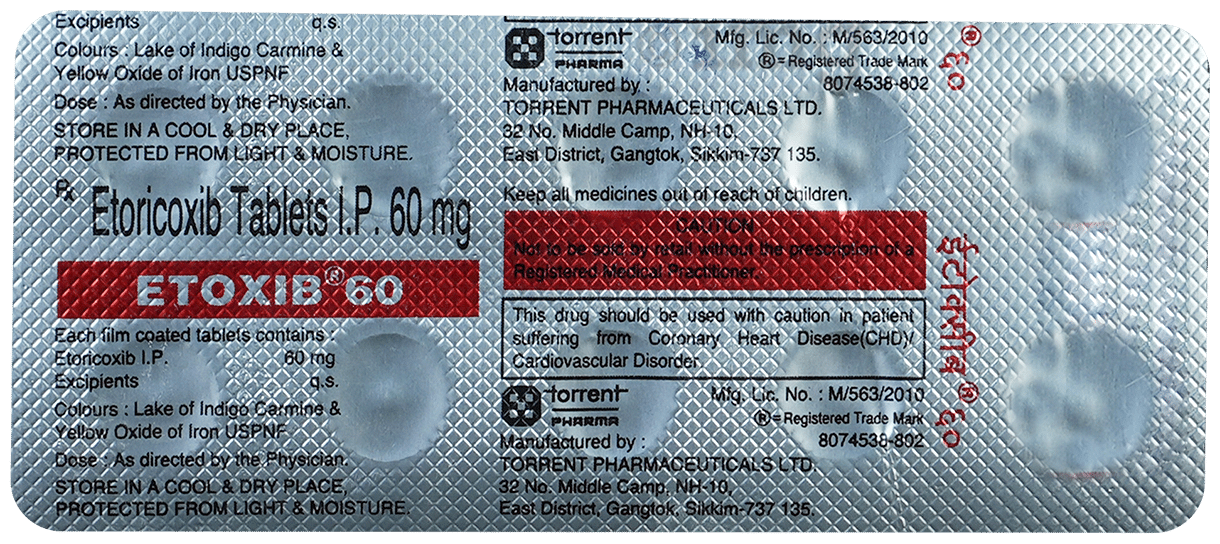 Excipients q.s.
Colours : Lake of Indigo Carmine &
Yellow Oxide of Iron USPNF
Dose : As directed by the Physician.
STORE IN A COOL & DRY PLACE,
PROTECTED FROM LIGHT & MOISTURE.
Rx Etoricoxib Tablets I.P. 60 mg
ETOXIB® 60
Each film coated tablets contains :
Etoricoxib I.P. 60 mg
Excipients q.s.
Colours : Lake of Indigo Carmine &
Yellow Oxide of Iron USPNF
Dose : As directed by the Physician.
STORE IN A COOL & DRY PLACE,
PROTECTED FROM LIGHT & MOISTURE.
torrent
PHARMA
Mfg. Lic. No. : M/563/2010
®= Registered Trade Mark
Manufactured by : 8074538-802
TORRENT PHARMACEUTICALS LTD.
32 No. Middle Camp, NH-10,
East District, Gangtok, Sikkim-737 135.
Keep all medicines out of reach of children.
CAUTION
Not to be sold by retail without the prescription of a
Registered Medical Practitioner.
This drug should be used with caution in patient
suffering from Coronary Heart Disease(CHD)/
Cardiovascular Disorder.
torrent
PHARMA
Mfg. Lic. No. : M/563/2010
®= Registered Trade Mark
Manufactured by : 8074538-802
TORRENT PHARMACEUTICALS LTD.
32 No. Middle Camp, NH-10,
East District, Gangtok, Sikkim-737 135.
® ६०
ईटोक्सीब ® ६०